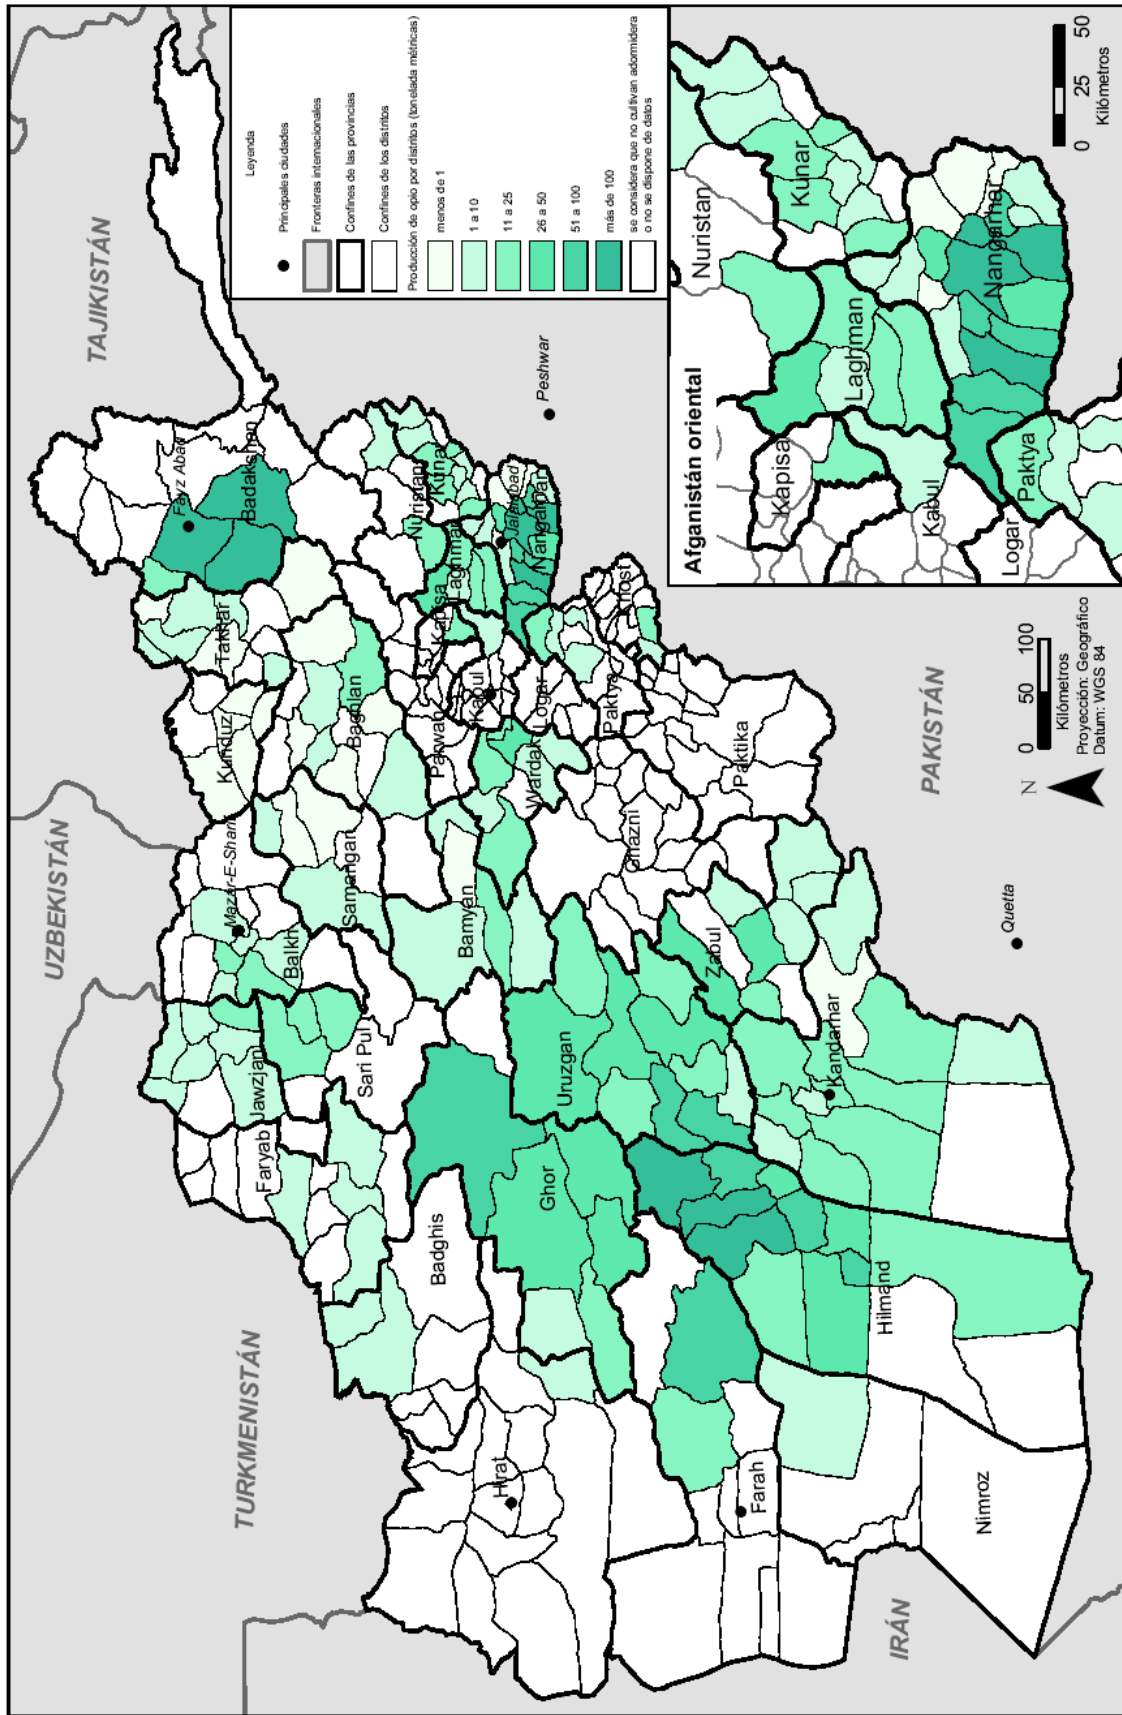 TAJIKISTÁN
UZBEKISTÁN
TURKMENISTÁN
IRÁN
PAKISTÁN
Leyenda
Principales ciudades
Fronteras internacionales
Confines de las provincias
Confines de los distritos
Producción de opio por distritos (tonelada métricas)
menos de 1
1 a 10
11 a 25
26 a 50
51 a 100
más de 100
se considera que no cultivan adormidera
o no se dispone de datos
Fayz Abad
Badakshan
Takhar
Kunduz
Baghlan
Mazar-E-Sharif
Balkh
Samangan
Jawzjan
Sari Pul
Faryab
Badghis
Hirat
Ghor
Bamyan
Parwan
Kapisa
Nuristan
Kunar
Laghman
Jalalabad
Nangarhar
Peshwar
Kabul
Wardak
Logar
Paktya
Khost
Ghazni
Paktika
Uruzgan
Zabul
Kandahar
Quetta
Hilmand
Farah
Nimroz
N
0 50 100
Kilómetros
Proyección: Geográfico
Datum: WGS 84
Afganistán oriental
Nuristan
Kunar
Kapisa
Laghman
Nangarhar
Kabul
Logar
Paktya
0 25 50
Kilómetros